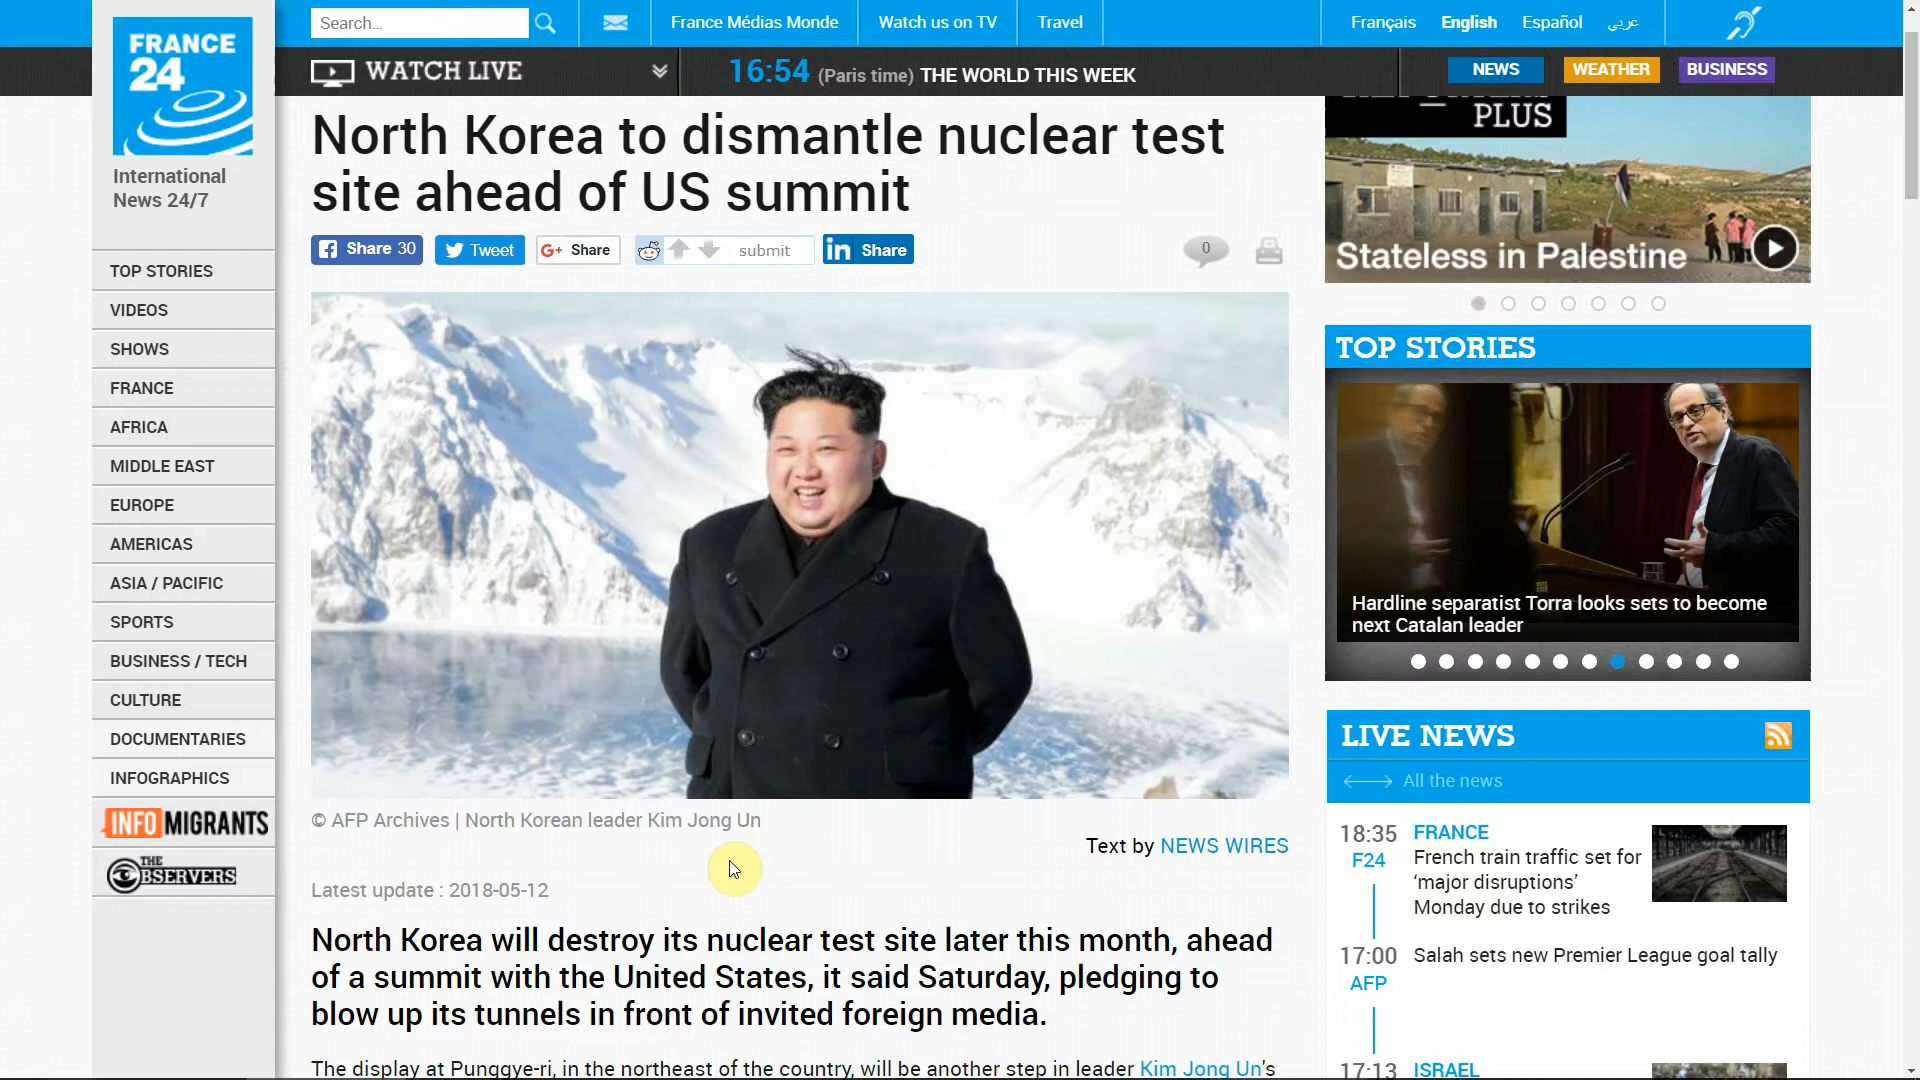 FRANCE
24
International
News 24/7
TOP STORIES
VIDEOS
SHOWS
FRANCE
AFRICA
MIDDLE EAST
EUROPE
AMERICAS
ASIA / PACIFIC
SPORTS
BUSINESS / TECH
CULTURE
DOCUMENTARIES
INFOGRAPHICS
INFO MIGRANTS
THE
OBSERVERS
Search...
France Médias Monde
Watch us on TV
Travel
Français
English
Español
عربي
WATCH LIVE
16:54 (Paris time) THE WORLD THIS WEEK
NEWS
WEATHER
BUSINESS
North Korea to dismantle nuclear test
site ahead of US summit
Share 30
Tweet
G+ Share
submit
in Share
0
© AFP Archives | North Korean leader Kim Jong Un
Text by NEWS WIRES
Latest update : 2018-05-12
North Korea will destroy its nuclear test site later this month, ahead
of a summit with the United States, it said Saturday, pledging to
blow up its tunnels in front of invited foreign media.
The display at Punggye-ri, in the northeast of the country, will be another step in leader Kim Jong Un's
PLUS
Stateless in Palestine
TOP STORIES
Hardline separatist Torra looks sets to become
next Catalan leader
LIVE NEWS
All the news
18:35 FRANCE
F24
French train traffic set for
‘major disruptions’
Monday due to strikes
17:00 Salah sets new Premier League goal tally
AFP
17:13 ISRAEL